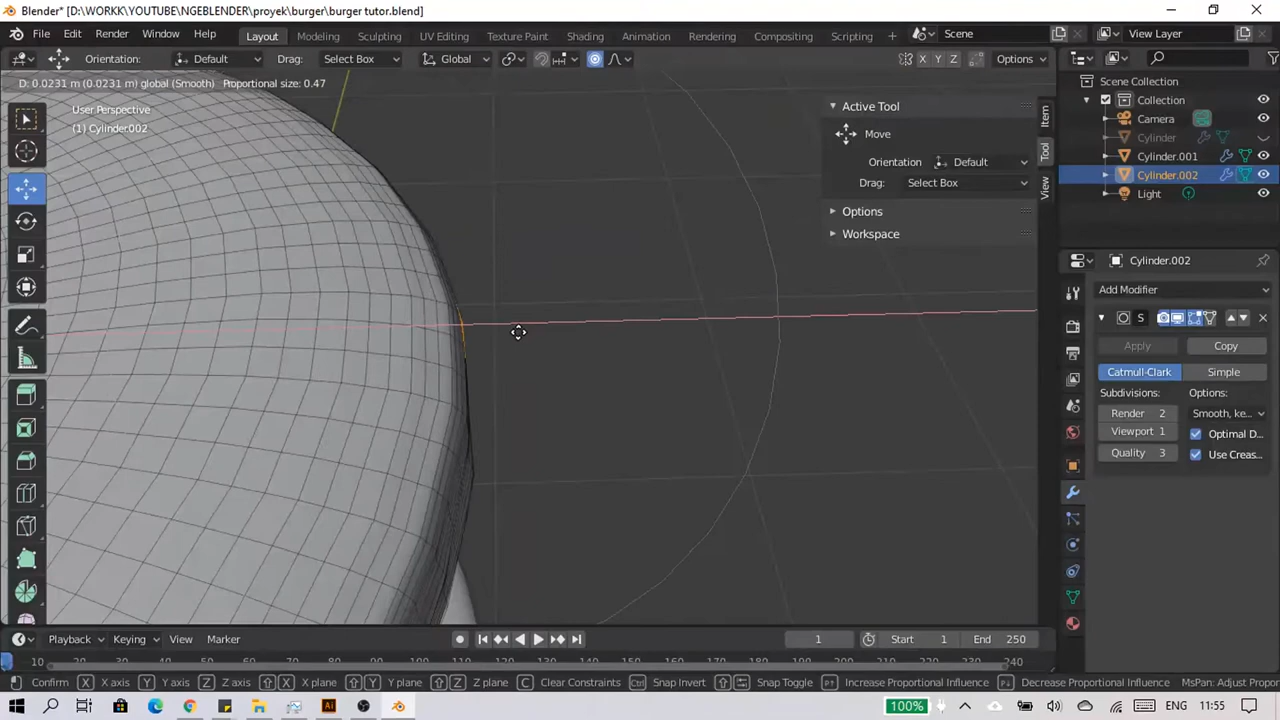 Blender* [D:\WORKK\YOUTUBE\NGEBLENDER\proyek\burger\burger tutor.blend]
File Edit Render Window Help Layout Modeling Sculpting UV Editing Texture Paint Shading Animation Rendering Compositing Scripting + Scene View Layer
Orientation: Default Drag: Select Box Global X Y Z Options
D: 0.0231 m (0.0231 m) global (Smooth) Proportional size: 0.47
User Perspective
(1) Cylinder.002
Active Tool
Move
Orientation Default
Drag: Select Box
Options
Workspace
Item
Tool
View
Scene Collection
Collection
Camera
Cylinder
Cylinder.001
Cylinder.002
Light
Cylinder.002
Add Modifier
S
Apply Copy
Catmull-Clark Simple
Subdivisions: Options:
Render 2 Smooth, ke...
Viewport 1 Optimal D...
Quality 3 Use Creas...
Playback Keying View Marker 1 Start 1 End 250
10 20 30 40 50 60 70 80 90 100 110 120 130 140 150 160 170 180 190 200 210 220 230 240
Confirm X X axis Y Y axis Z Z axis X X plane Y Y plane Z Z plane C Clear Constraints Ctrl Snap Invert Snap Toggle Increase Proportional Influence Decrease Proportional Influence MsPan: Adjust Propor
100% ENG 11:55